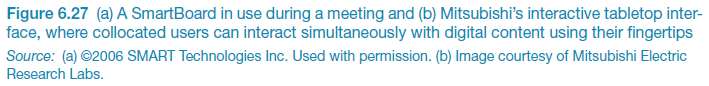 Figure 6.27 (a) A SmartBoard in use during a meeting and (b) Mitsubishi's interactive tabletop inter-
face, where collocated users can interact simultaneously with digital content using their fingertips
Source: (a) ©2006 SMART Technologies Inc. Used with permission. (b) Image courtesy of Mitsubishi Electric
Research Labs.